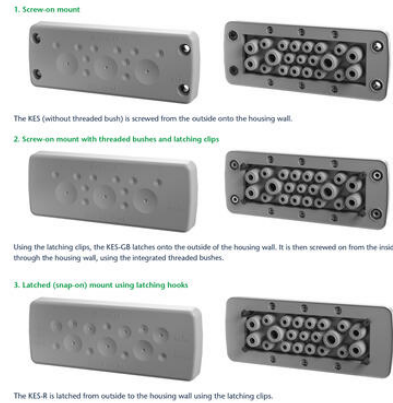 1. Screw-on mount
The KES (without threaded bush) is screwed from the outside onto the housing wall.
2. Screw-on mount with threaded bushes and latching clips
Using the latching clips, the KES-GB latches onto the outside of the housing wall. It is then screwed on from the insid
through the housing wall, using the integrated threaded bushes.
3. Latched (snap-on) mount using latching hooks
The KES-R is latched from outside to the housing wall using the latching clips.